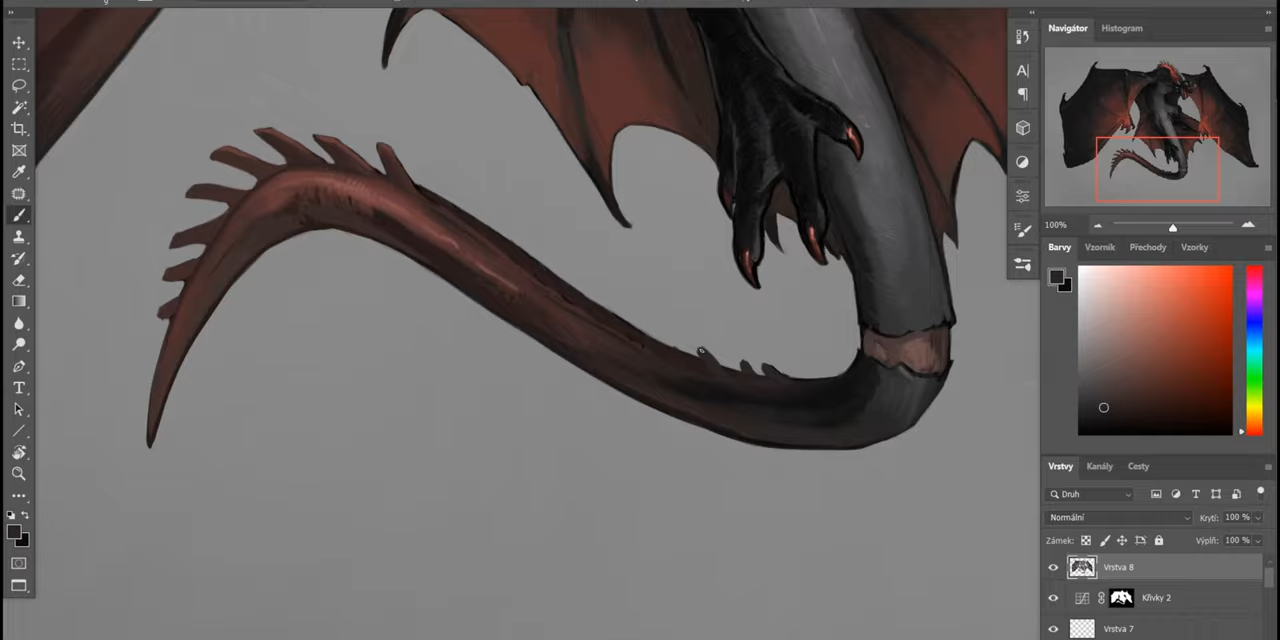 Navigátor Histogram
100%
Barvy Vzorník Přechody Vzorky
Vrstvy Kanály Cesty
Druh
Normální Krytí: 100 %
Zámek: Výplň: 100 %
Vrstva 8
Křivky 2
Vrstva 7